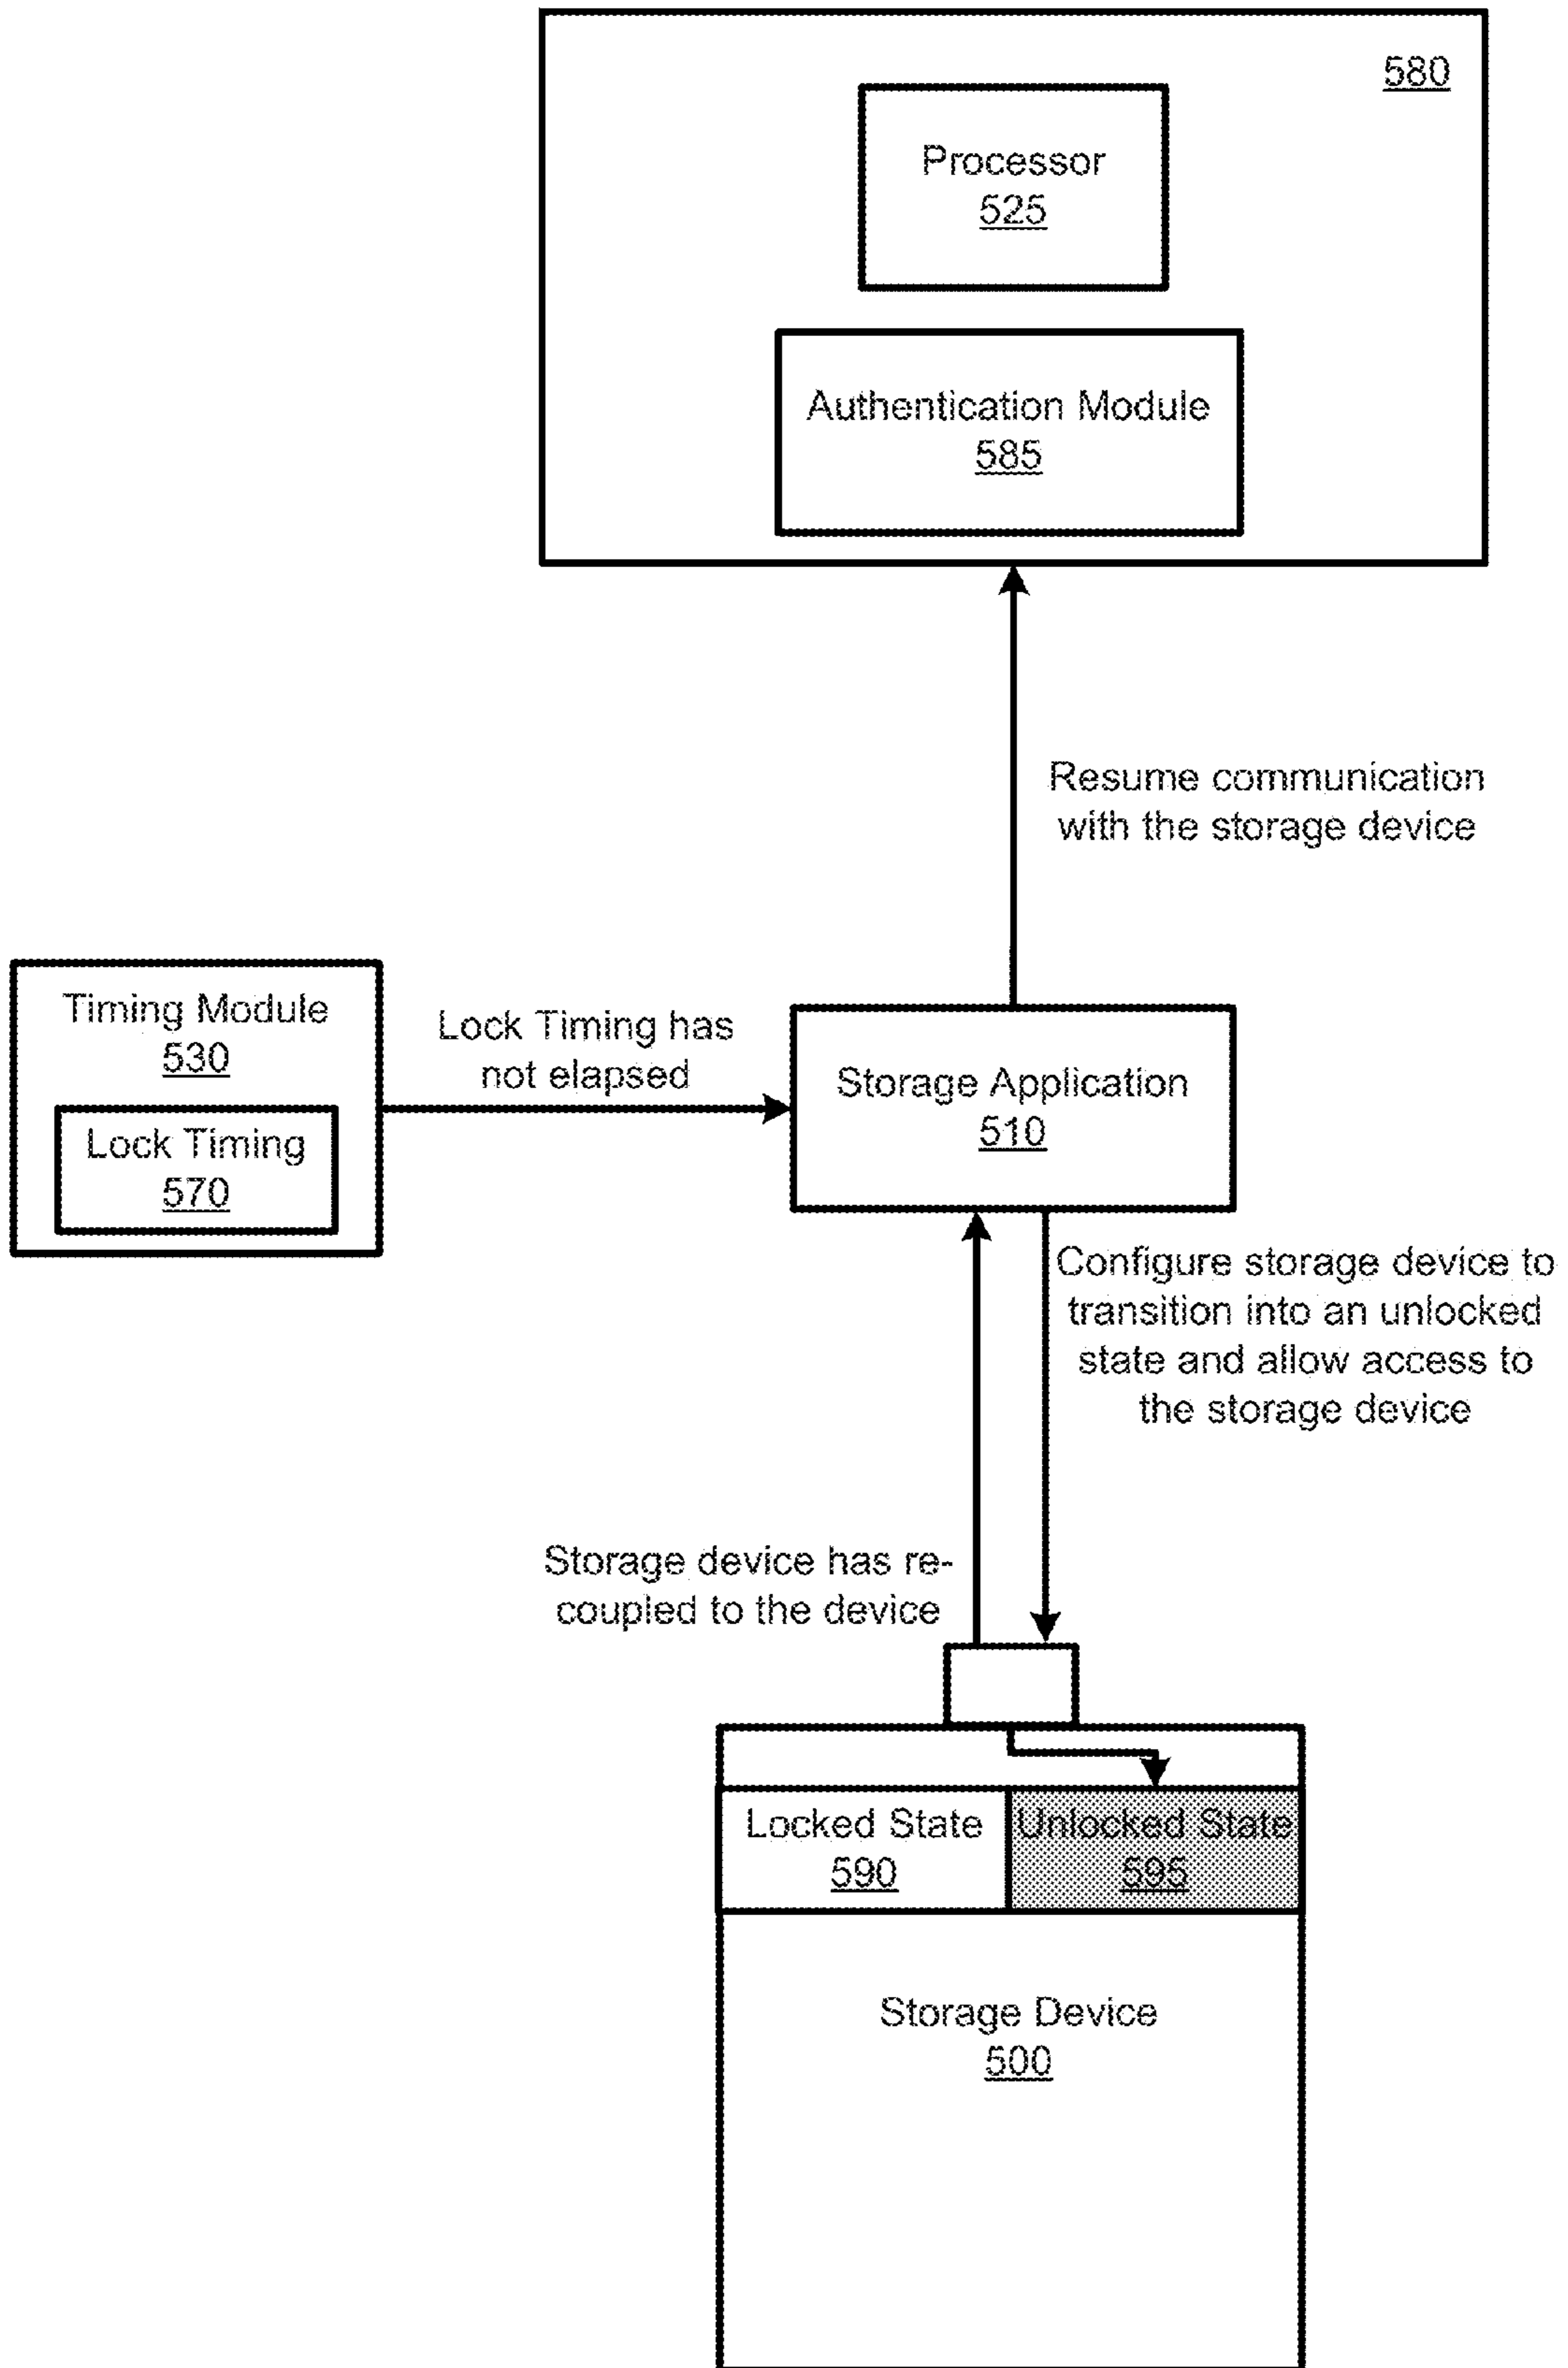 580
Processor
525
Authentication Module
585
Resume communication
with the storage device
Timing Module
530
Lock Timing
570
Lock Timing has
not elapsed
Storage Application
510
Configure storage device to
transition into an unlocked
state and allow access to
the storage device
Storage device has re-
coupled to the device
Locked State
590
Unlocked State
595
Storage Device
500